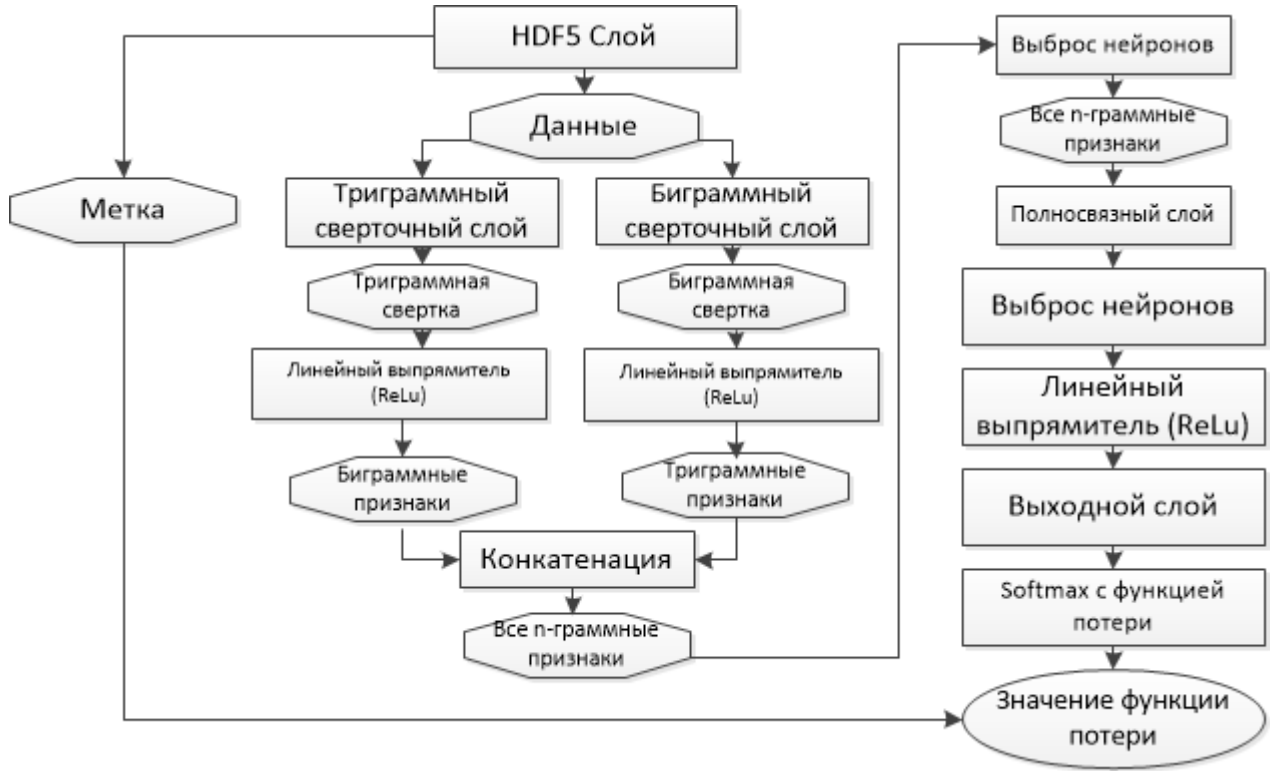 HDF5 Слой
Данные
Метка
Триграммный
сверточный слой
Триграммная
свертка
Линейный выпрямитель
(ReLu)
Биграммные
признаки
Биграммный
сверточный слой
Биграммная
свертка
Линейный выпрямитель
(ReLu)
Триграммные
признаки
Конкатенация
Все n-граммные
признаки
Выброс нейронов
Все n-граммные
признаки
Полносвязный слой
Выброс нейронов
Линейный
выпрямитель (ReLu)
Выходной слой
Softmax с функцией
потери
Значение функции
потери